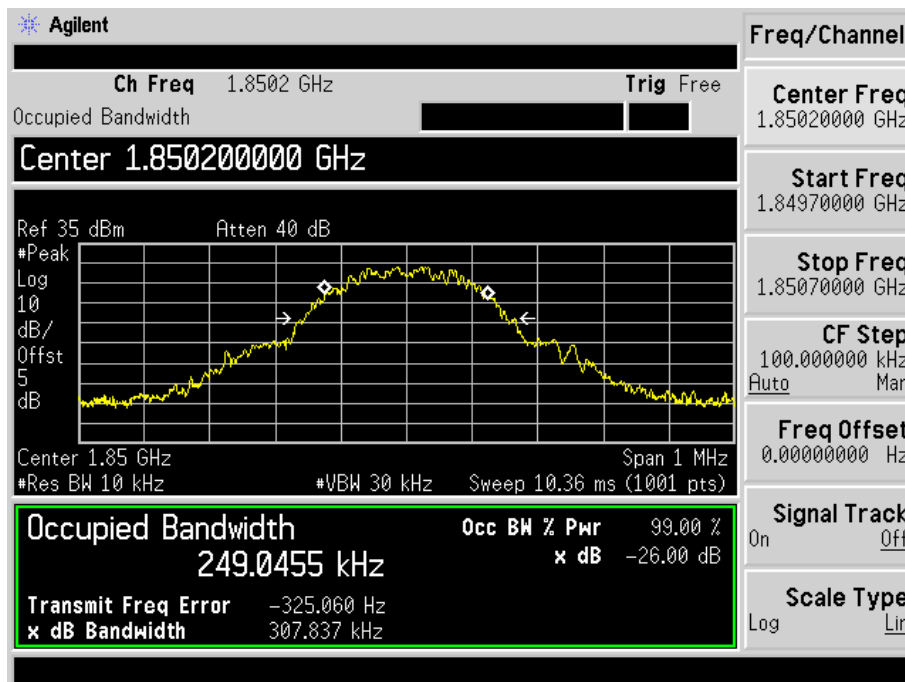 Agilent
Freq/Channel
Ch Freq 1.8502 GHz Trig Free
Occupied Bandwidth
Center 1.850200000 GHz
Ref 35 dBm Atten 40 dB
#Peak
Log
10
dB/
Offst
5
dB
Center 1.85 GHz Span 1 MHz
#Res BW 10 kHz #VBW 30 kHz Sweep 10.36 ms (1001 pts)
Occupied Bandwidth Occ BW % Pwr 99.00 %
249.0455 kHz x dB -26.00 dB
Transmit Freq Error -325.060 Hz
x dB Bandwidth 307.837 kHz
Center Freq
1.85020000 GHz
Start Freq
1.84970000 GHz
Stop Freq
1.85070000 GHz
CF Step
100.000000 kHz
Auto Man
Freq Offset
0.00000000 Hz
Signal Track
On Off
Scale Type
Log Lin